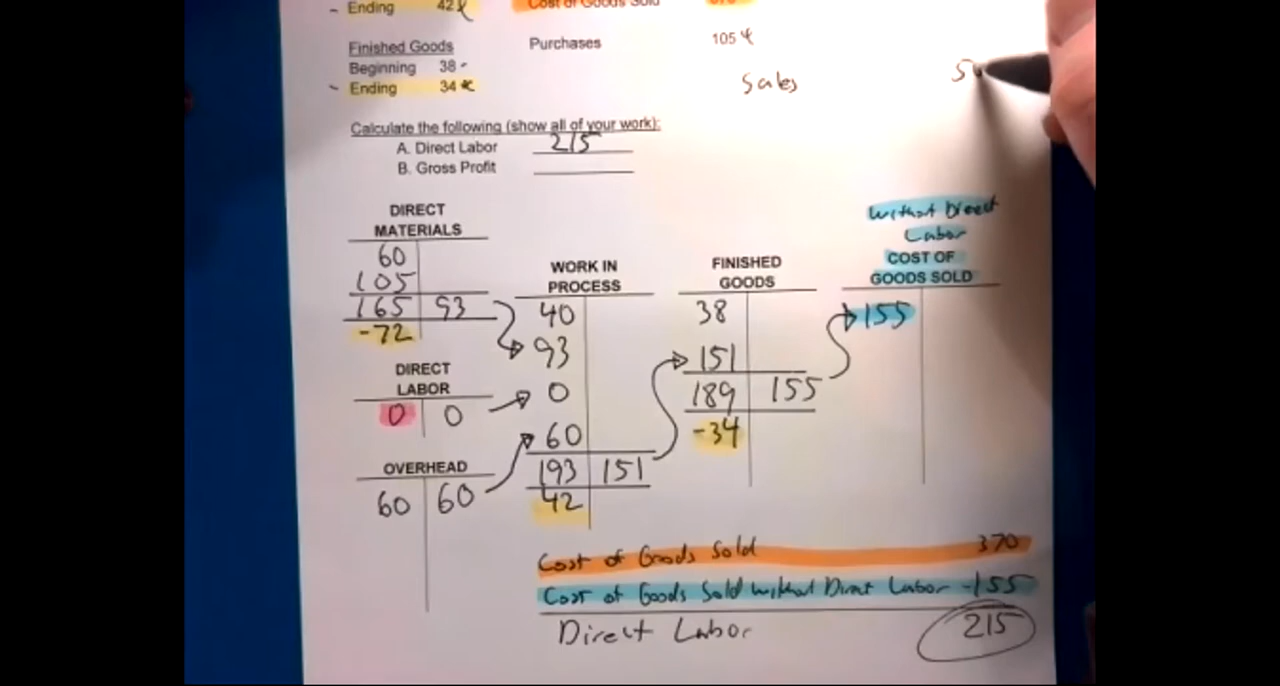 Ending 42
Cost of Goods Sold
Finished Goods
Purchases 105
Beginning 38
Ending 34
Sales
Calculate the following (show all of your work):
A. Direct Labor 215
B. Gross Profit
DIRECT
MATERIALS
60
105
165 93
-72
DIRECT
LABOR
0 0
OVERHEAD
60 60
WORK IN
PROCESS
40
93
0
60
193 151
42
FINISHED
GOODS
38
151
189 155
-34
Without Direct
Labor
COST OF
GOODS SOLD
155
Cost of Goods Sold 370
Cost of Goods Sold without Direct Labor -155
Direct Labor 215